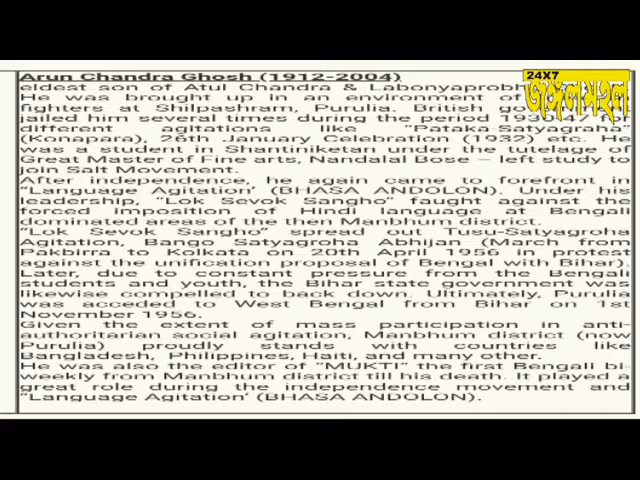 Arun Chandra Ghosh (1912-2004)
24X7
জঙ্গলমহল
eldest son of Atul Chandra & Labonyaprobh
He was brought up in an environment of
fighters at Shilpashram, Purulia. British go
jailed him several times during the period
different agitations like "Pataka-Satyagraha"
(Konapara), 26th January Celebration (1932) etc. He
was a student in Shantiniketan under the tutelage of
Great Master of Fine arts, Nandalal Bose – left study to
join Salt Movement.
After independence, he again came to forefront in
"Language Agitation' (BHASA ANDOLON). Under his
leadership, "Lok Sevok Sangho" faught against the
forced imposition of Hindi language at Bengali
dominated areas of the then Manbhum district.
"Lok Sevok Sangho" spread out Tusu-Satyagroha
Agitation, Bango Satyagroha Abhijan (March from
Pakbirra to Kolkata on 20th April 1956 in protest
against the unification proposal of Bengal with Bihar).
Later, due to constant pressure from the Bengali
students and youth, the Bihar state government was
likewise compelled to back down. Ultimately, Purulia
was acceded to West Bengal from Bihar on 1st
November 1956.
Given the extent of mass participation in anti-
authoritarian social agitation, Manbhum district (now
Purulia) proudly stands with countries like
Bangladesh, Philippines, Haiti, and many other.
He was also the editor of "MUKTI" the first Bengali bi-
weekly from Manbhum district till his death. It played a
great role during the independence movement and
"Language Agitation' (BHASA ANDOLON).